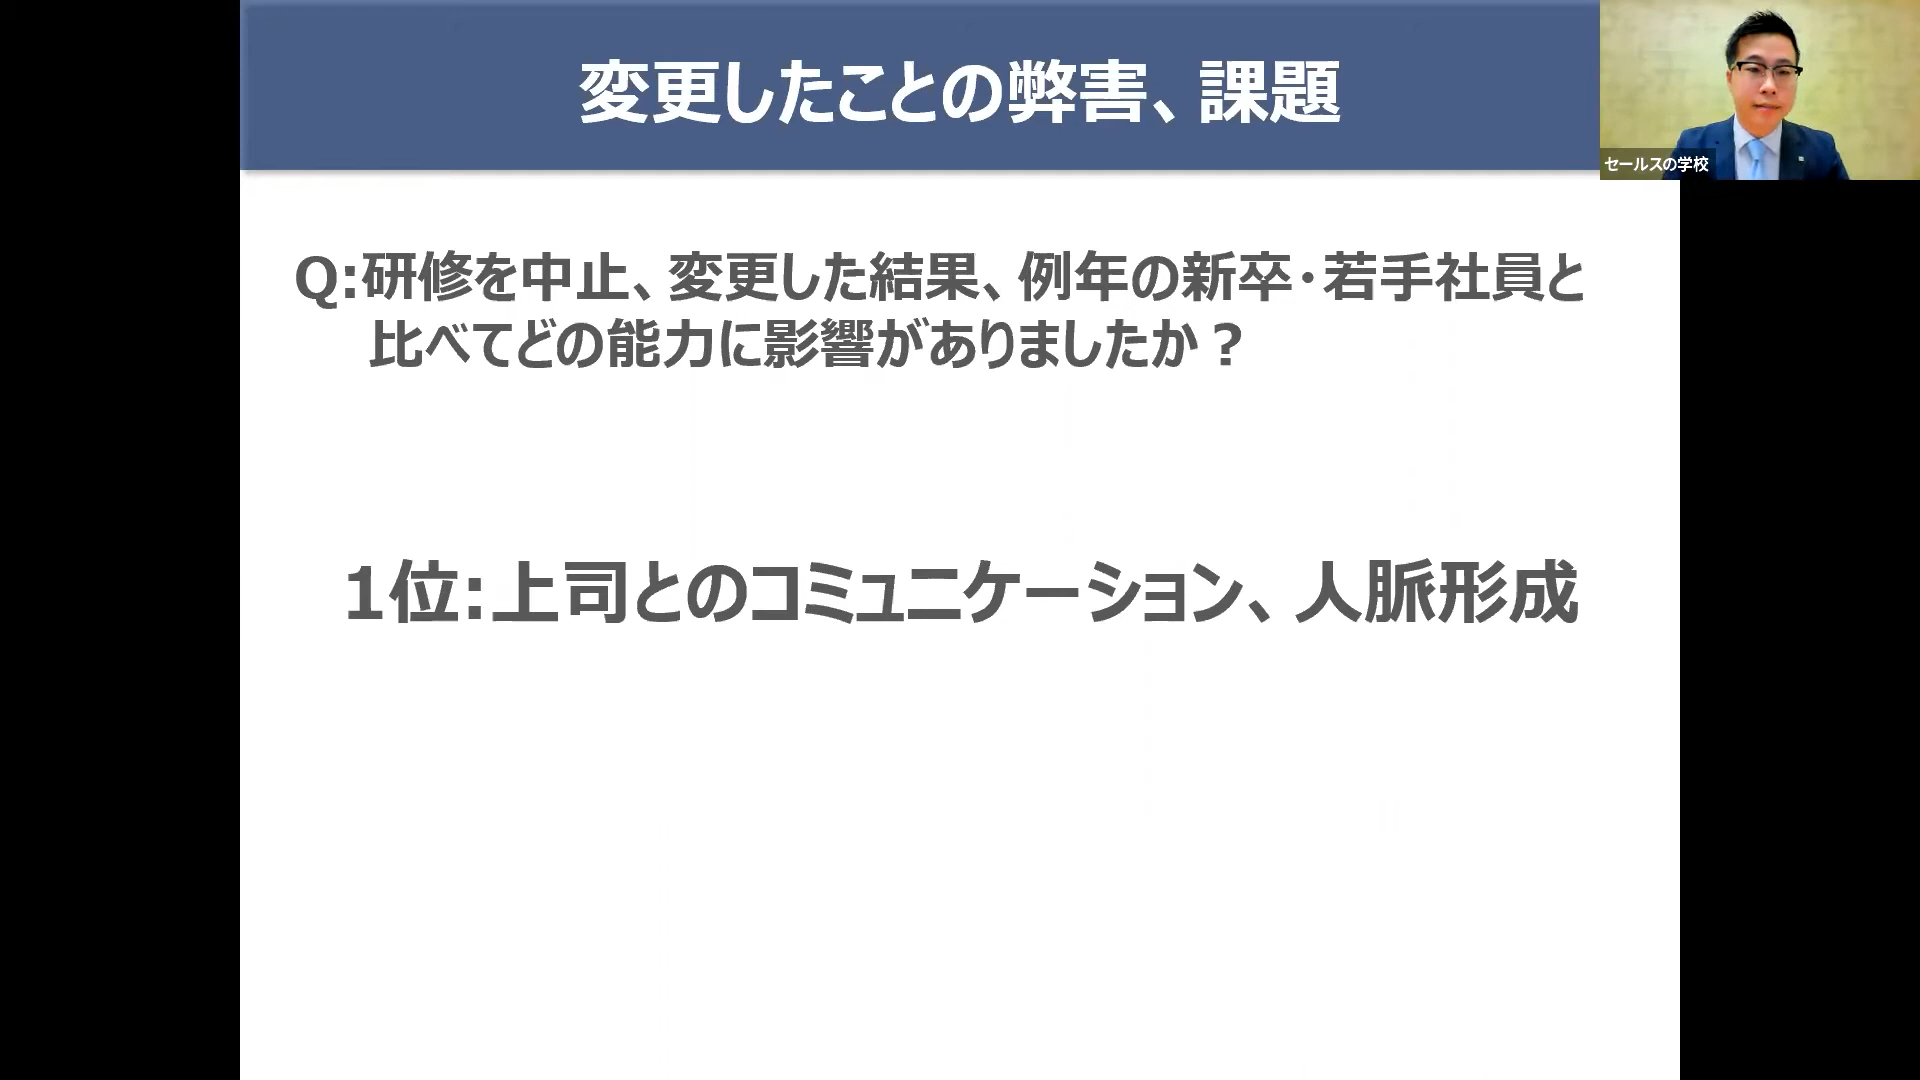 変更したことの弊害、課題
セールスの学校
Q:研修を中止、変更した結果、例年の新卒・若手社員と
比べてどの能力に影響がありましたか？
1位:上司とのコミュニケーション、人脈形成